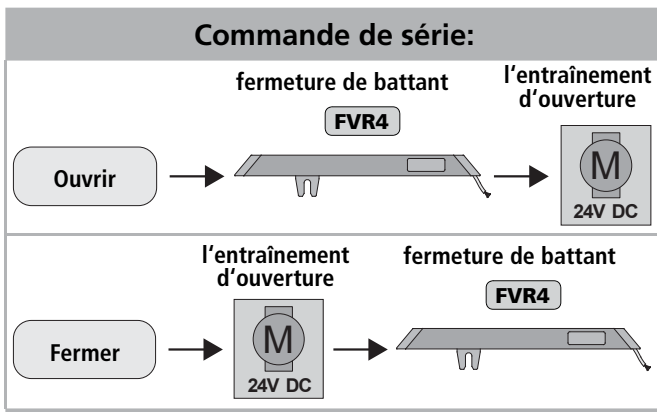 Commande de série:
fermeture de battant
l‘entraînement
d‘ouverture
FVR4
Ouvrir
M
24V DC
l‘entraînement
d‘ouverture
fermeture de battant
FVR4
Fermer
M
24V DC